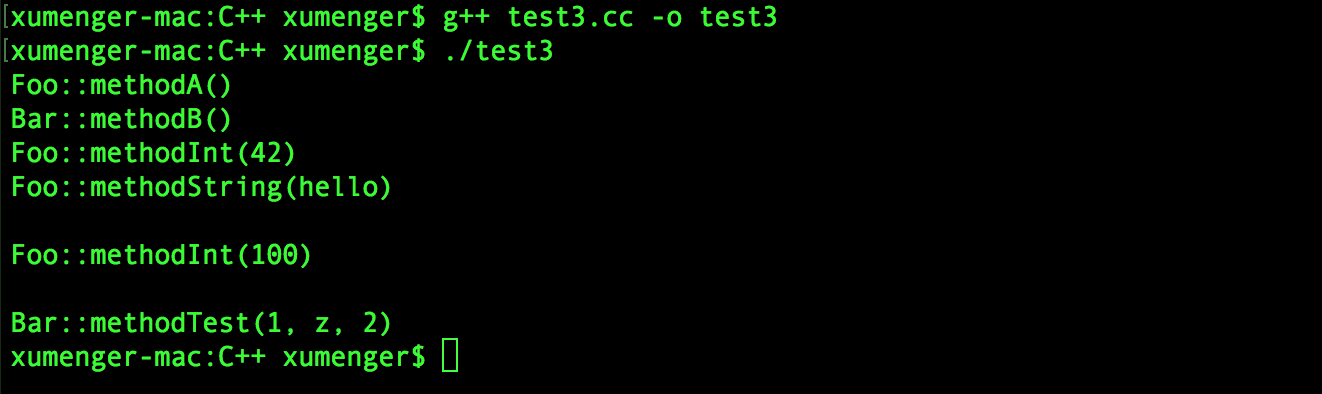 [xumenger-mac:C++ xumenger$ g++ test3.cc -o test3
[xumenger-mac:C++ xumenger$ ./test3
Foo::methodA()
Bar::methodB()
Foo::methodInt(42)
Foo::methodString(hello)
Foo::methodInt(100)
Bar::methodTest(1, z, 2)
xumenger-mac:C++ xumenger$